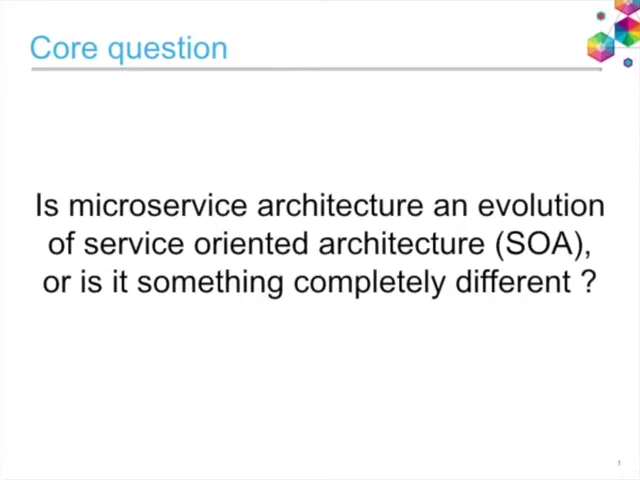 Core question
Is microservice architecture an evolution
of service oriented architecture (SOA),
or is it something completely different ?
1